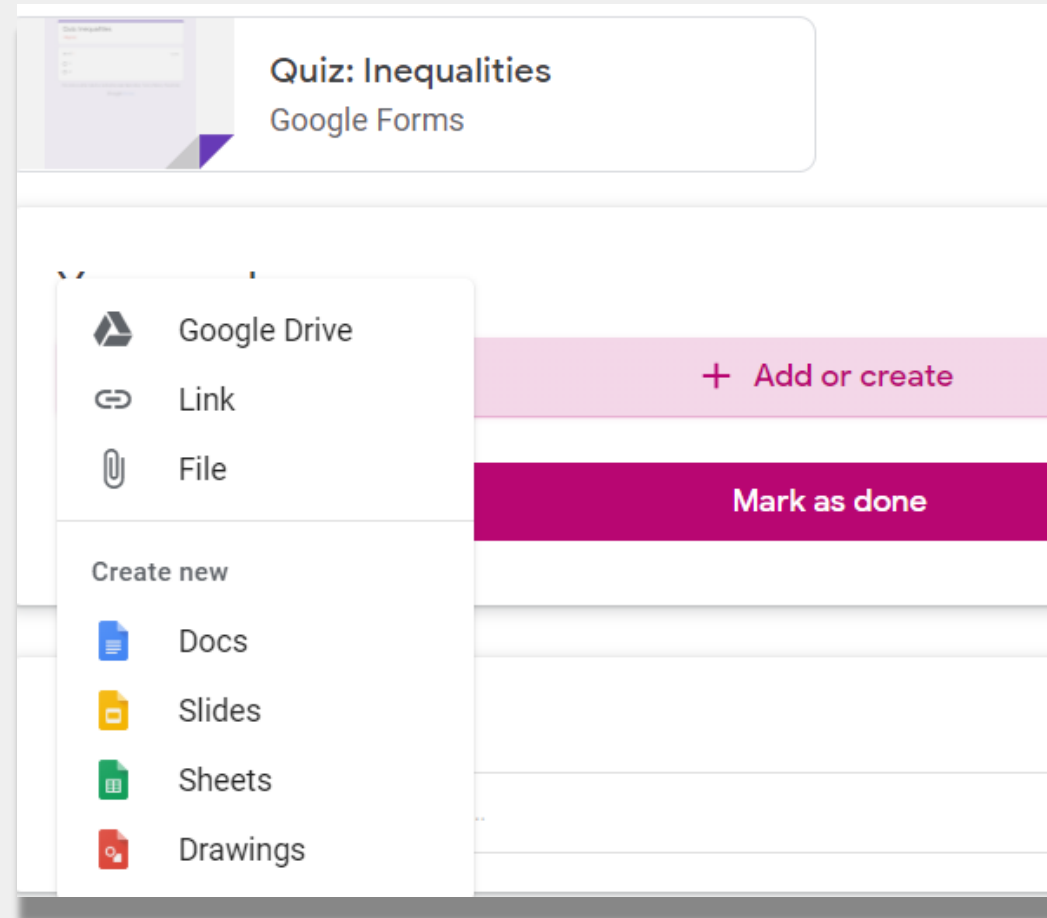 Quiz: Inequalities
Google Forms
Google Drive
Link
File
+ Add or create
Mark as done
Create new
Docs
Slides
Sheets
Drawings